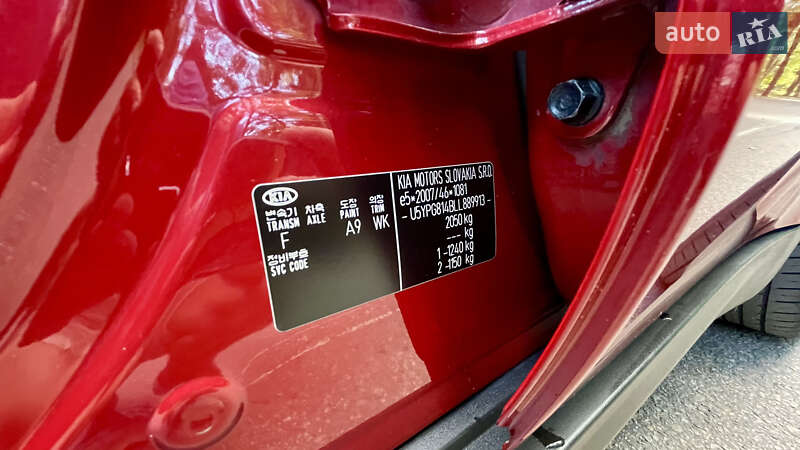 auto RIA
KIA
변속기 차축 도장 의장
TRANSM AXLE PAINT TRIM
F A9 WK
정비부호
SVC CODE
KIA MOTORS SLOVAKIA S.R.O.
e5*2007/46*1081
- U5YPG814BLL889913 -
2050 kg
---- kg
1 -1240 kg
2 -1150 kg